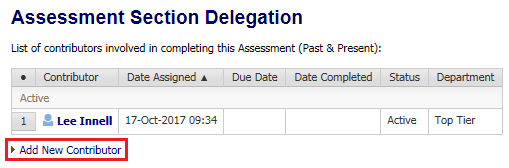 Assessment Section Delegation
List of contributors involved in completing this Assessment (Past & Present):
● Contributor Date Assigned ▲ Due Date Date Completed Status Department
Active
1 Lee Innell 17-Oct-2017 09:34 Active Top Tier
Add New Contributor